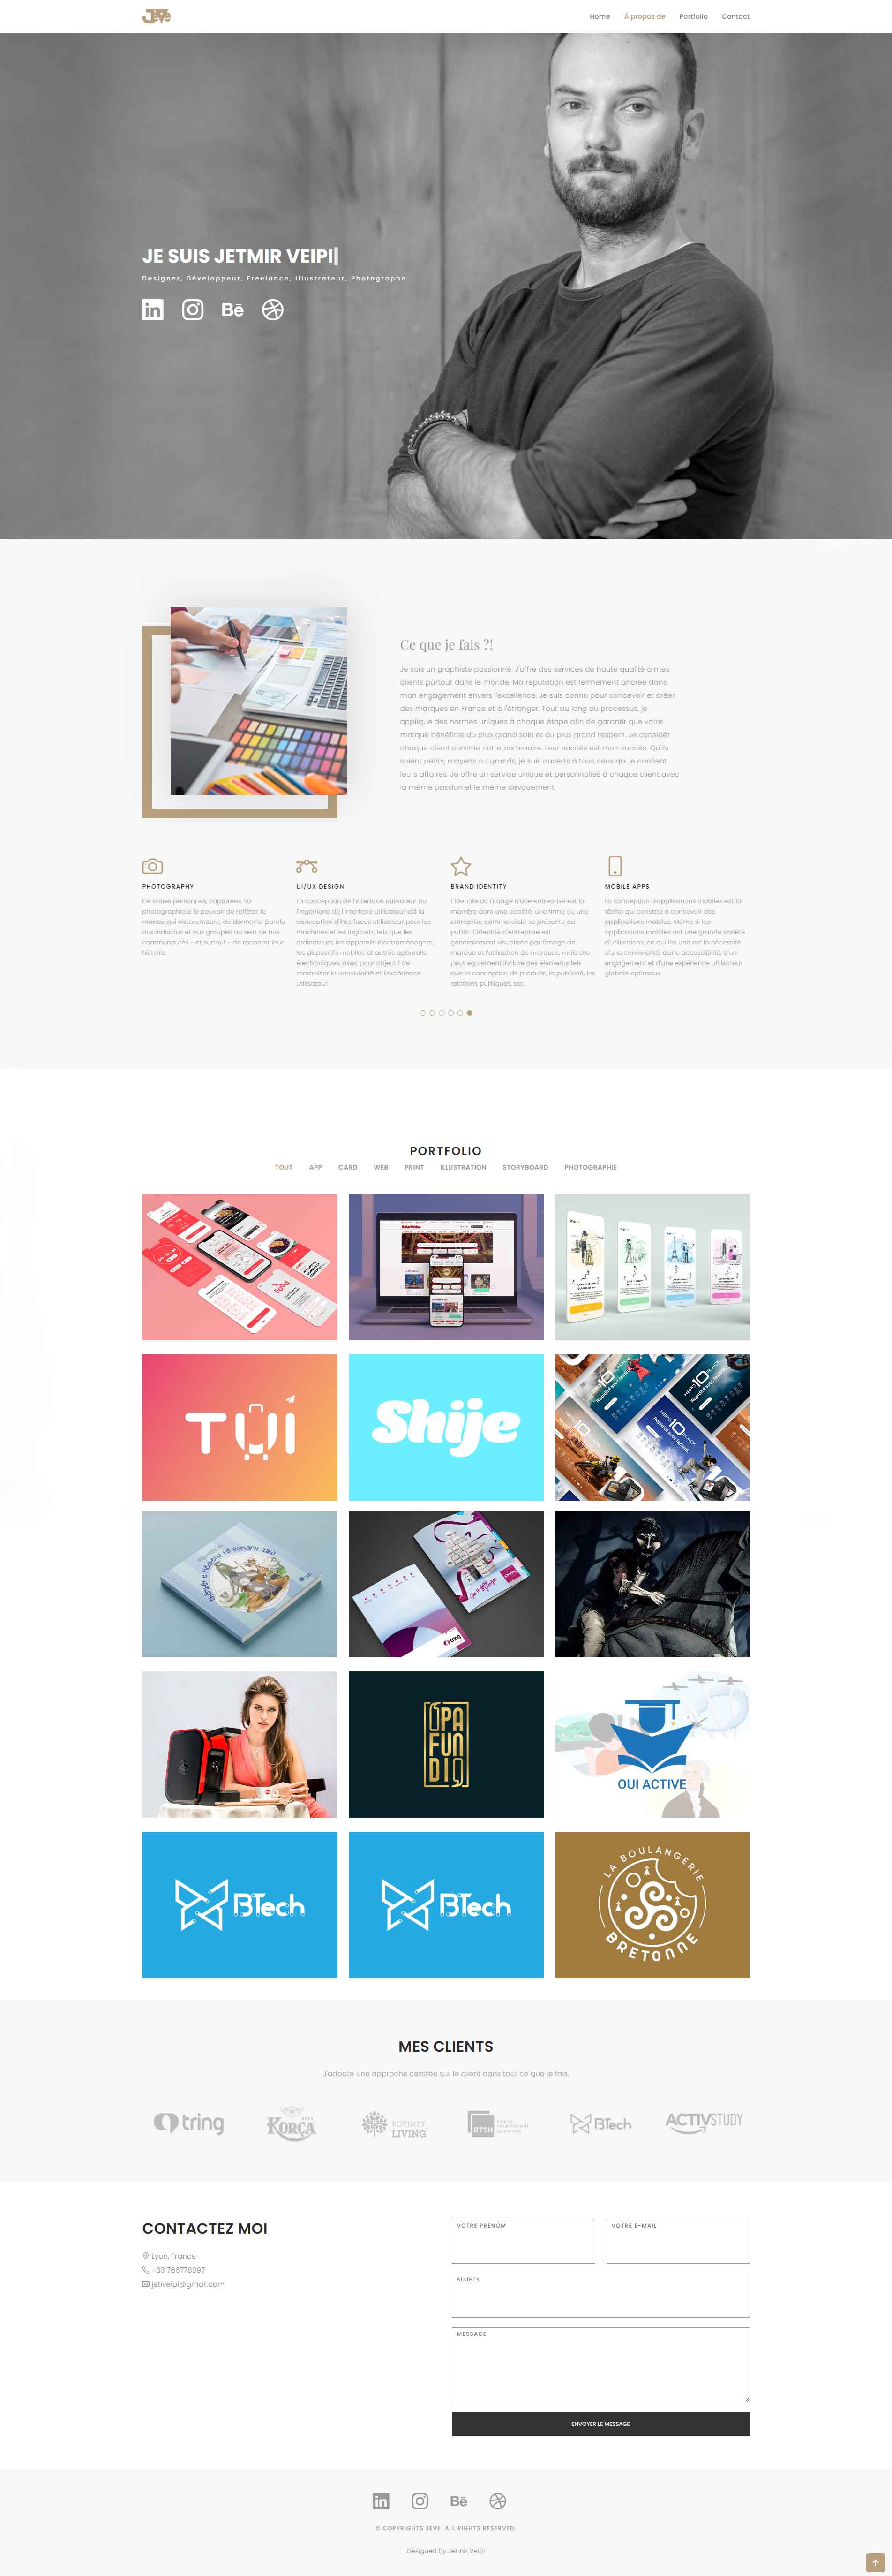 JEVE
Home À propos de Portfolio Contact
JE SUIS JETMIR VEIPI
Designer, Développeur, Freelance, Illustrateur, Photographe
in
Bē
Ce que je fais ?!
Je suis un graphiste passionné. J'offre des services de haute qualité à mes
clients partout dans le monde. Ma réputation est fermement ancrée dans
mon engagement envers l'excellence. Je suis connu pour concevoir et créer
des marques en France et à l'étranger. Tout au long du processus, je
applique des normes uniques à chaque étape afin de garantir que votre
marque bénéficie du plus grand soin et du plus grand respect. Je considér
chaque client comme notre partenaire. Leur succès est mon succès. Qu'ils
soient petits, moyens ou grands, je suis ouverts à tous ceux qui je confient
leurs affaires. Je offre un service unique et personnalisé à chaque client avec
la même passion et le même dévouement.
PHOTOGRAPHY
De vraies personnes, capturées. La
photographie a le pouvoir de refléter le
monde qui nous entoure, de donner la parole
aux individus et aux groupes au sein de nos
communautés - et surtout - de raconter leur
histoire.
UI/UX DESIGN
La conception de l'interface utilisateur ou
l'ingénierie de l'interface utilisateur est la
conception d'interfaces utilisateur pour les
machines et les logiciels, tels que les
ordinateurs, les appareils électroménagers,
les dispositifs mobiles et autres appareils
électroniques, avec pour objectif de
maximiser la convivialité et l'expérience
utilisateur.
BRAND IDENTITY
L'identité ou l'image d'une entreprise est la
manière dont une société, une firme ou une
entreprise commerciale se présente au
public. L'identité d'entreprise est
généralement visualisée par l'image de
marque et l'utilisation de marques, mais elle
peut également inclure des éléments tels
que la conception de produits, la publicité, les
relations publiques, etc.
MOBILE APPS
La conception d'applications mobiles est la
tâche qui consiste à concevoir des
applications mobiles. Même si les
applications mobiles ont une grande variété
d'utilisations, ce qui les unit est la nécessité
d'une convivialité, d'une accessibilité, d'un
engagement et d'une expérience utilisateur
globale optimaux.
PORTFOLIO
TOUT APP CARD WEB PRINT ILLUSTRATION STORYBOARD PHOTOGRAPHIE
food
TUI
Shije
HERO 10 BLACK
Rapidité avec facilité.
OPA
FUN
DI
OUI ACTIVE
BTech
BTech
LA BOULANGERIE
BRETONNE
MES CLIENTS
J'adopte une approche centrée sur le client dans tout ce que je fais.
tring
KORÇA
BEER
BOTIMET
LIVING
RTSH
RADIO
TELEVIZIONI
SHQIPTAR
BTech
ACTIVSTUDY
CONTACTEZ MOI
Lyon, France
+33 766778097
jetiveipi@gmail.com
VOTRE PRENOM
VOTRE E-MAIL
SUJETS
MESSAGE
ENVOYER LE MESSAGE
in
Bē
© COPYRIGHTS JEVE. ALL RIGHTS RESERVED.
Designed by Jetmir Veipi